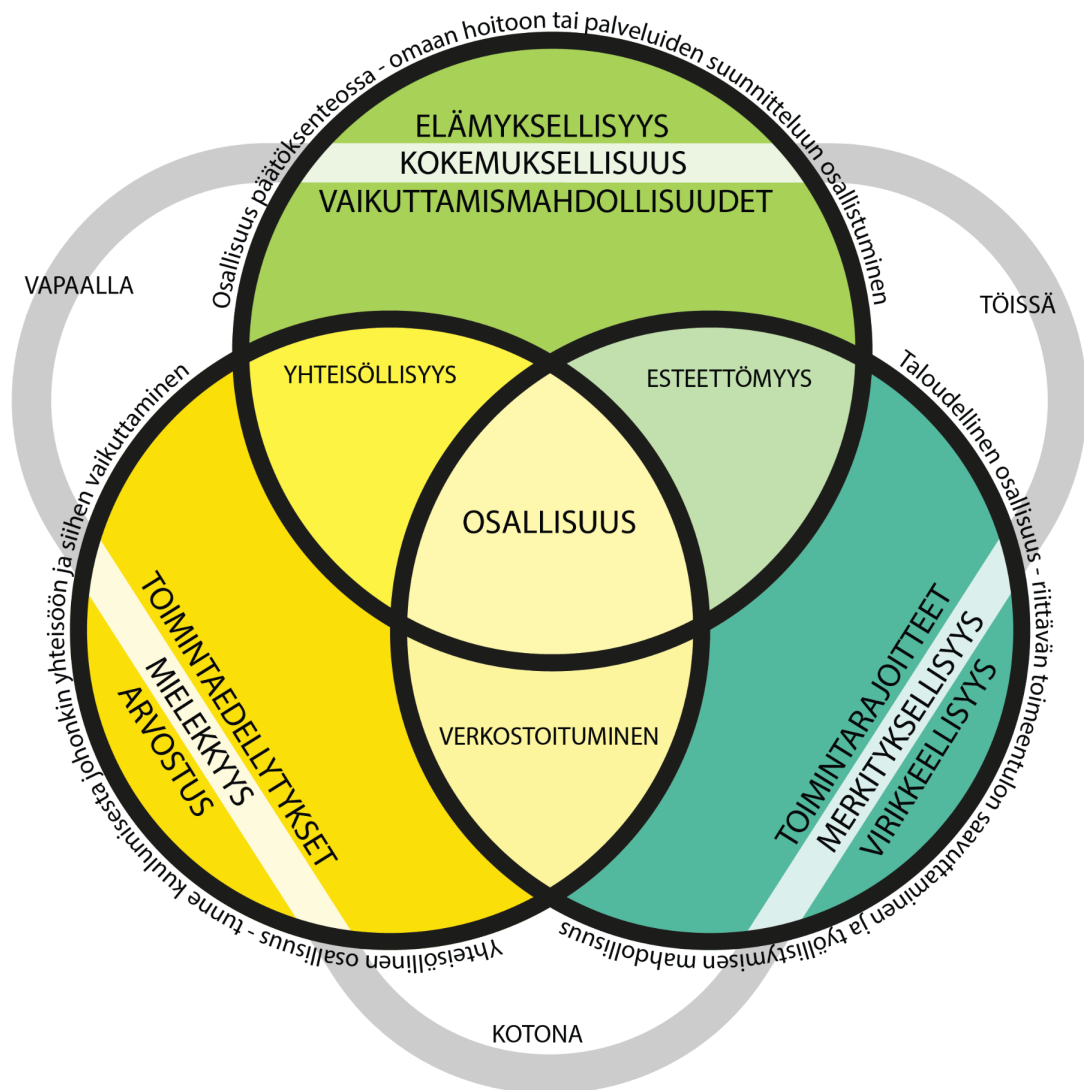 Osallisuus päätöksenteossa - omaan hoitoon tai palveluiden suunnitteluun osallistuminen
ELÄMYKSELLISYYS
KOKEMUKSELLISUUS
VAIKUTTAMISMAHDOLLISUUDET
VAPAALLA
TÖISSÄ
YHTEISÖLLISYYS
ESTEETTÖMYYS
OSALLISUUS
VERKOSTOITUMINEN
TOIMINTAEDELLYTYKSET
MIELEKKYYS
ARVOSTUS
TOIMINTARAJOITTEET
MERKITYKSELLISYYS
VIRIKKEELLISYYS
Yhteisöllinen osallisuus - tunne kuulumisesta johonkin yhteisöön ja siihen vaikuttaminen
Taloudellinen osallisuus - riittävän toimeentulon saavuttaminen ja työllistymisen mahdollisuus
KOTONA